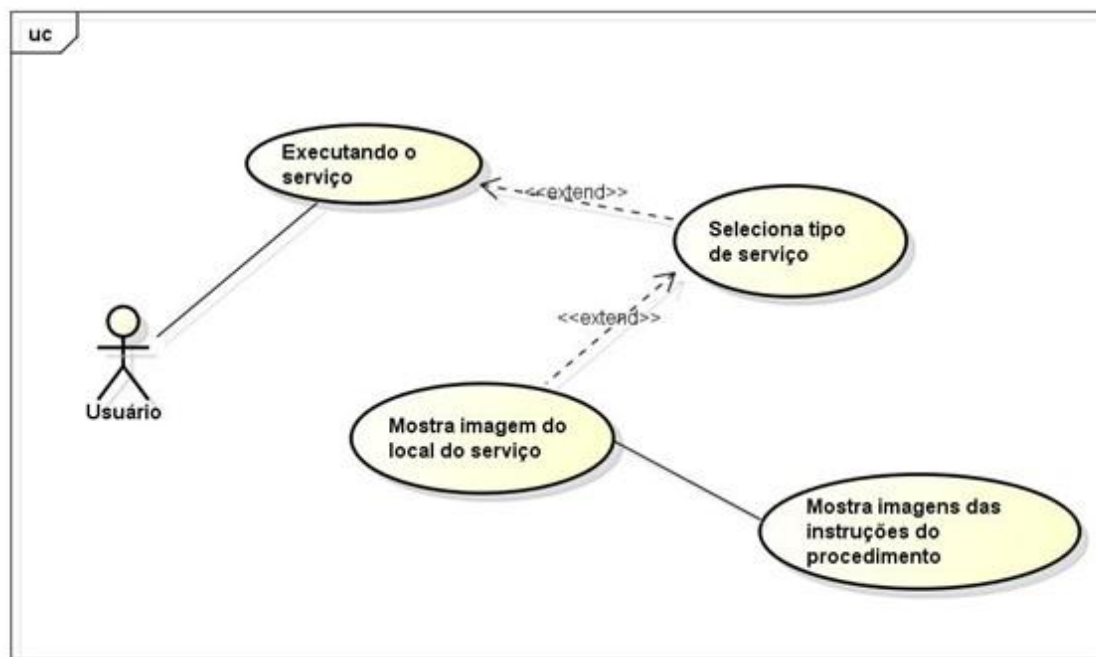 uc
Executando o
serviço
<<extend>>
Seleciona tipo
de serviço
<<extend>>
Usuário
Mostra imagem do
local do serviço
Mostra imagens das
instruções do
procedimento